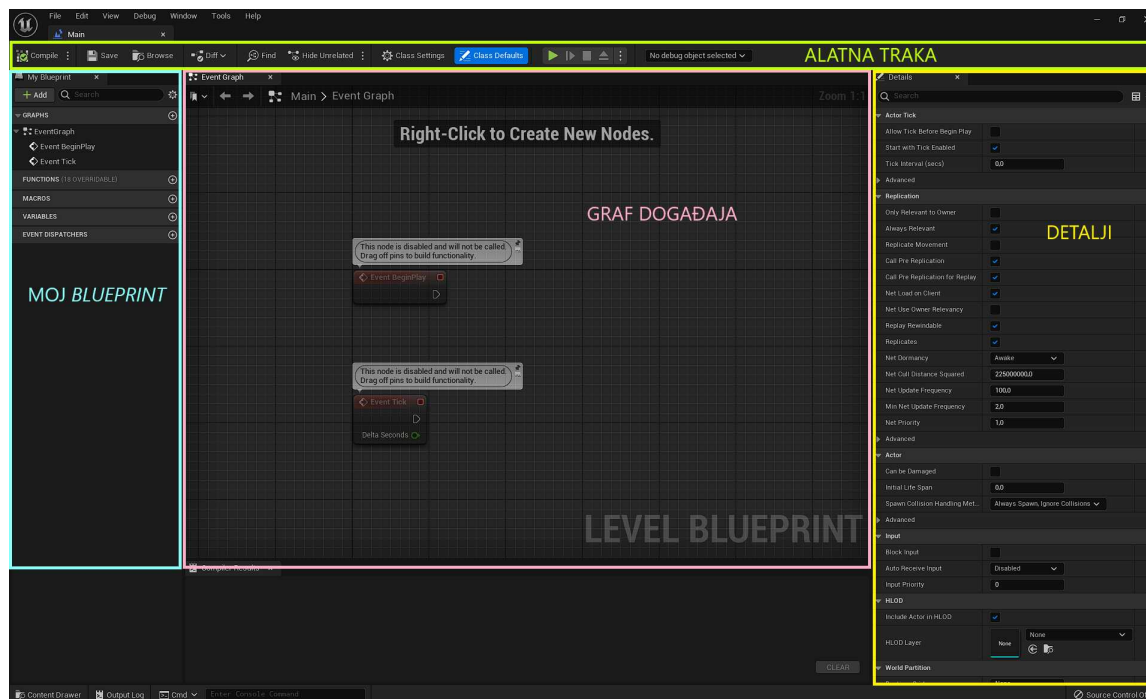 File Edit View Debug Window Tools Help
Main
Compile Save Browse Diff Find Hide Unrelated Class Settings Class Defaults No debug object selected ALATNA TRAKA
My Blueprint
Add Search
GRAPHS
EventGraph
Event BeginPlay
Event Tick
FUNCTIONS (18 OVERRIDABLE)
MACROS
VARIABLES
EVENT DISPATCHERS
MOJ BLUEPRINT
Event Graph
Main > Event Graph Zoom 1:1
Right-Click to Create New Nodes.
GRAF DOGAĐAJA
This node is disabled and will not be called.
Drag off pins to build functionality.
Event BeginPlay
This node is disabled and will not be called.
Drag off pins to build functionality.
Event Tick
Delta Seconds
LEVEL BLUEPRINT
Compiler Results
CLEAR
Details
Search
Actor Tick
Allow Tick Before Begin Play
Start with Tick Enabled
Tick Interval (secs) 0,0
Advanced
Replication
Only Relevant to Owner
Always Relevant
DETALJI
Replicate Movement
Call Pre Replication
Call Pre Replication for Replay
Net Load on Client
Net Use Owner Relevancy
Replay Rewindable
Replicates
Net Dormancy Awake
Net Cull Distance Squared 225000000,0
Net Update Frequency 100,0
Min Net Update Frequency 2,0
Net Priority 1,0
Advanced
Actor
Can be Damaged
Initial Life Span 0,0
Spawn Collision Handling Met... Always Spawn, Ignore Collisions
Advanced
Input
Block Input
Auto Receive Input Disabled
Input Priority 0
HLOD
Include Actor in HLOD
HLOD Layer None None
World Partition
Content Drawer Output Log Cmd Enter Console Command Source Control